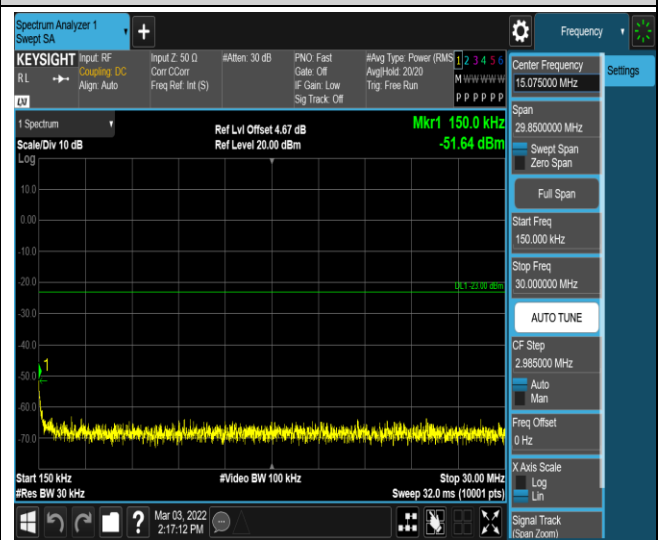 Spectrum Analyzer 1
Swept SA
+
Frequency
KEYSIGHT
RL
Input: RF
Coupling: DC
Align: Auto
Input Z: 50 Ω
Corr CCorr
Freq Ref: Int (S)
#Atten: 30 dB
PNO: Fast
Gate: Off
IF Gain: Low
Sig Track: Off
#Avg Type: Power (RMS
Avg|Hold: 20/20
Trig: Free Run
1 2 3 4 5 6
M W W W W W
P P P P P P
LXI
1 Spectrum
Scale/Div 10 dB
Log
Ref Lvl Offset 4.67 dB
Ref Level 20.00 dBm
Mkr1 150.0 kHz
-51.64 dBm
10.0
0.00
-10.0
-20.0
DL1 -23.00 dBm
-30.0
-40.0
1
-50.0
-60.0
-70.0
Start 150 kHz
#Res BW 30 kHz
#Video BW 100 kHz
Stop 30.00 MHz
Sweep 32.0 ms (10001 pts)
Mar 03, 2022
2:17:12 PM
Center Frequency
15.075000 MHz
Span
29.8500000 MHz
Swept Span
Zero Span
Full Span
Start Freq
150.000 kHz
Stop Freq
30.000000 MHz
AUTO TUNE
CF Step
2.985000 MHz
Auto
Man
Freq Offset
0 Hz
X Axis Scale
Log
Lin
Signal Track
(Span Zoom)
Settings